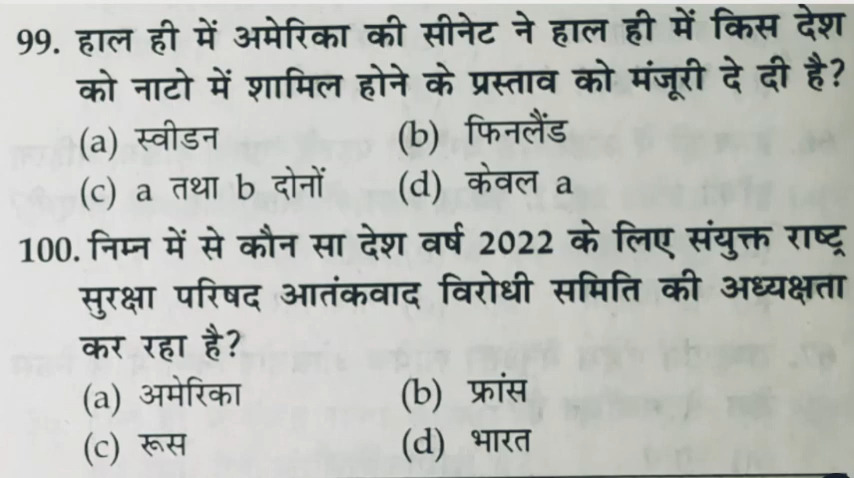 99. हाल ही में अमेरिका की सीनेट ने हाल ही में किस देश
को नाटो में शामिल होने के प्रस्ताव को मंजूरी दे दी है?
(a) स्वीडन (b) फिनलैंड
(c) a तथा b दोनों (d) केवल a
100. निम्न में से कौन सा देश वर्ष 2022 के लिए संयुक्त राष्ट्र
सुरक्षा परिषद आतंकवाद विरोधी समिति की अध्यक्षता
कर रहा है?
(a) अमेरिका (b) फ्रांस
(c) रूस (d) भारत